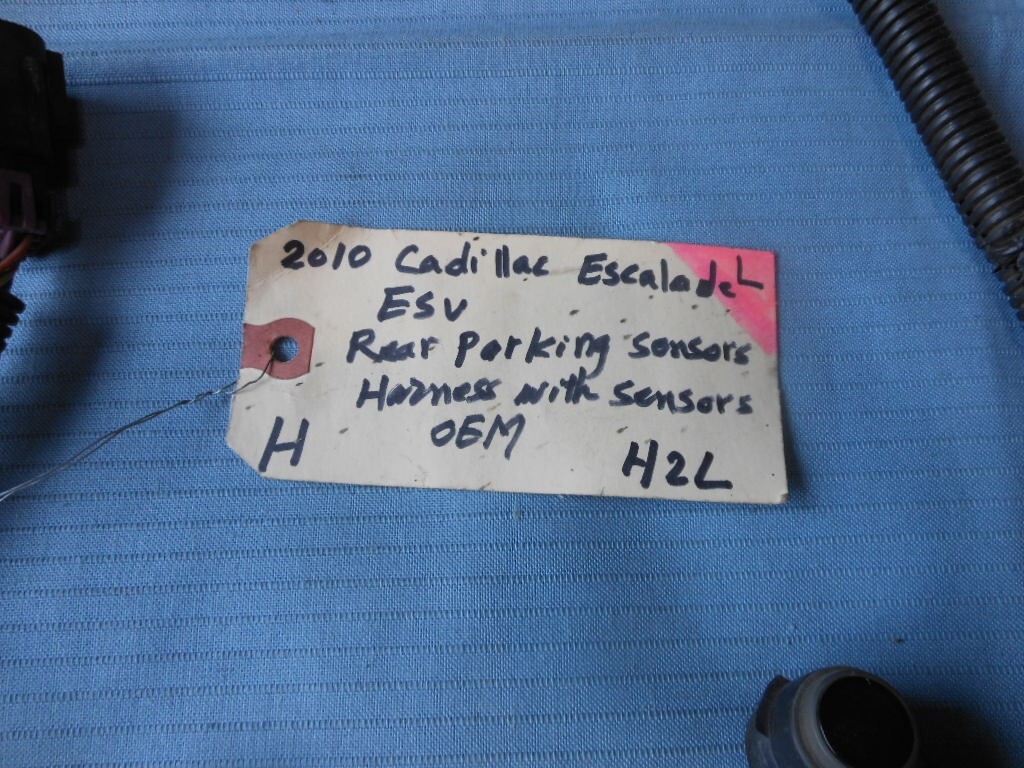 2010 Cadillac Escalade L
ESV
Rear Parking Sensors
Harness with Sensors
OEM
H
H2L